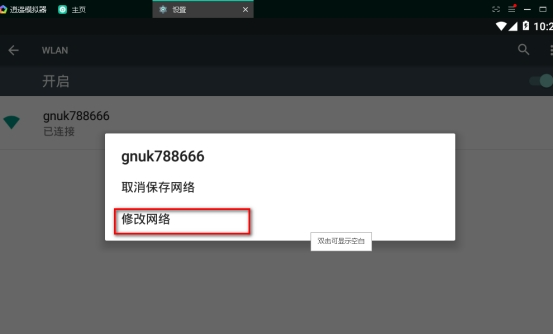 逍遥模拟器
主页
设置
10:2
WLAN
开启
gnuk788666
已连接
gnuk788666
取消保存网络
修改网络
双击可显示空白